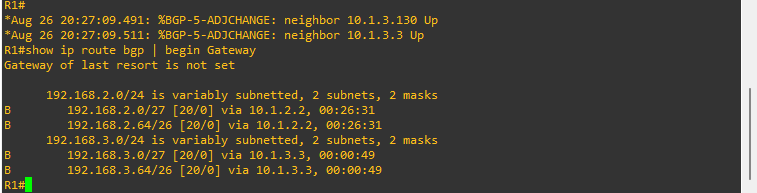 R1#
*Aug 26 20:27:09.491: %BGP-5-ADJCHANGE: neighbor 10.1.3.130 Up
*Aug 26 20:27:09.511: %BGP-5-ADJCHANGE: neighbor 10.1.3.3 Up
R1#show ip route bgp | begin Gateway
Gateway of last resort is not set

      192.168.2.0/24 is variably subnetted, 2 subnets, 2 masks
B        192.168.2.0/27 [20/0] via 10.1.2.2, 00:26:31
B        192.168.2.64/26 [20/0] via 10.1.2.2, 00:26:31
      192.168.3.0/24 is variably subnetted, 2 subnets, 2 masks
B        192.168.3.0/27 [20/0] via 10.1.3.3, 00:00:49
B        192.168.3.64/26 [20/0] via 10.1.3.3, 00:00:49
R1#